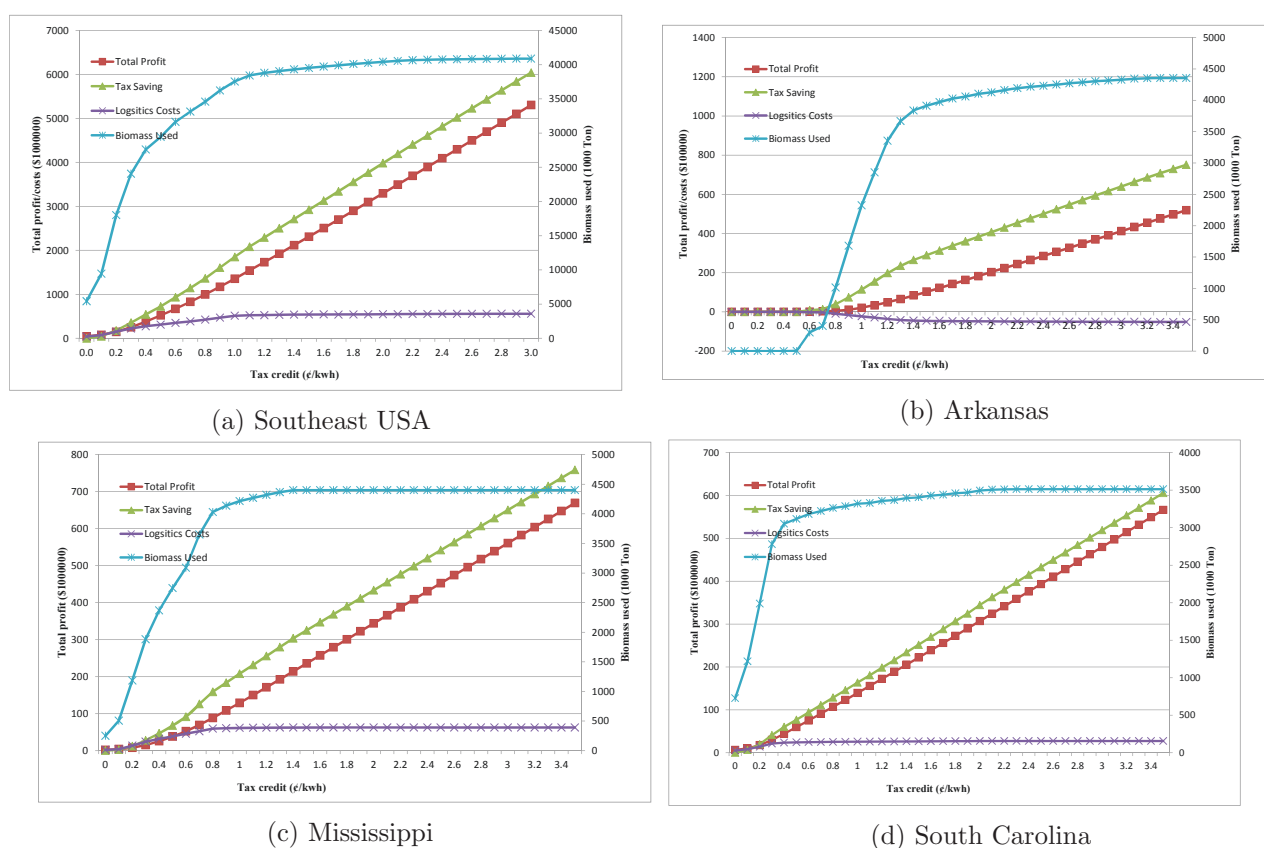 7000
6000
5000
4000
3000
2000
1000
0
Total profit/costs ($10000000)
Total Profit
Tax Saving
Logsitics Costs
Biomass Used
45000
40000
35000
30000
25000
20000
15000
10000
5000
0
Biomass used (1000 Ton)
0.0 0.2 0.4 0.6 0.8 1.0 1.2 1.4 1.6 1.8 2.0 2.2 2.4 2.6 2.8 3.0
Tax credit (¢/kwh)
(a) Southeast USA
1400
1200
1000
800
600
400
200
0
-200
Total profit/costs ($100000)
Total Profit
Tax Saving
Logsitics Costs
Biomass Used
5000
4500
4000
3500
3000
2500
2000
1500
1000
500
0
Biomass used (1000 Ton)
0 0.2 0.4 0.6 0.8 1 1.2 1.4 1.6 1.8 2 2.2 2.4 2.6 2.8 3 3.2 3.4
Tax credit (¢/kwh)
(b) Arkansas
800
700
600
500
400
300
200
100
0
Total profit ($1000000)
Total Profit
Tax Saving
Logsitics Costs
Biomass Used
5000
4500
4000
3500
3000
2500
2000
1500
1000
500
0
Biomass used (1000 Ton)
0 0.2 0.4 0.6 0.8 1 1.2 1.4 1.6 1.8 2 2.2 2.4 2.6 2.8 3 3.2 3.4
Tax credit (¢/kwh)
(c) Mississippi
700
600
500
400
300
200
100
0
Total profit ($1000000)
Total Profit
Tax Saving
Logsitics Costs
Biomass Used
4000
3500
3000
2500
2000
1500
1000
500
0
Biomass used (1000 Ton)
0 0.2 0.4 0.6 0.8 1 1.2 1.4 1.6 1.8 2 2.2 2.4 2.6 2.8 3 3.2 3.4
Tax credit (¢/kwh)
(d) South Carolina